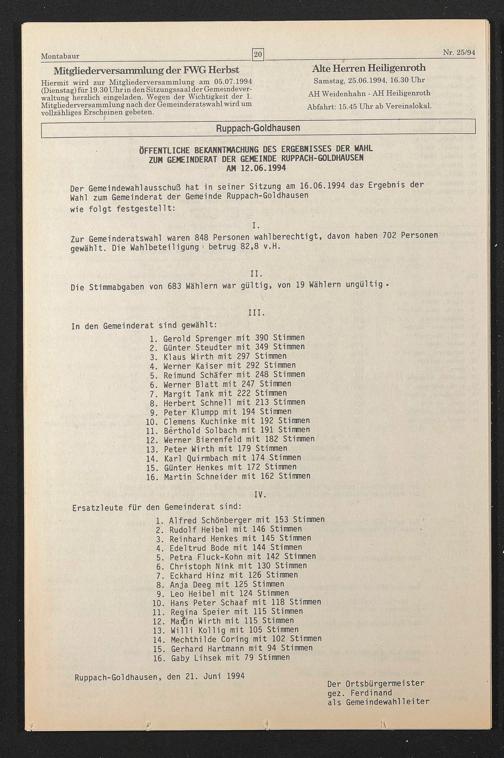 Montabaur
20
Nr. 25/94
Mitgliederversammlung der FWG Herbst
Hiermit wird zur Mitgliederversammlung am 05.07.1994
(Dienstag) für 19.30 Uhr in den Sitzungssaal der Gemeindever-
waltung herzlich eingeladen. Wegen der Wichtigkeit der 1.
Mitgliederversammlung nach der Gemeinderatswahl wird um
vollzähliges Erscheinen gebeten.
Alte Herren Heiligenroth
Samstag, 25.06.1994, 16.30 Uhr
AH Weidenhahn - AH Heiligenroth
Abfahrt: 15.45 Uhr ab Vereinslokal.
Ruppach-Goldhausen
ÖFFENTLICHE BEKANNTMACHUNG DES ERGEBNISSES DER WAHL
ZUM GEMEINDERAT DER GEMEINDE RUPPACH-GOLDHAUSEN
AM 12.06.1994
Der Gemeindewahlausschuß hat in seiner Sitzung am 16.06.1994 das Ergebnis der
Wahl zum Gemeinderat der Gemeinde Ruppach-Goldhausen
wie folgt festgestellt:
I.
Zur Gemeinderatswahl waren 848 Personen wahlberechtigt, davon haben 702 Personen
gewählt. Die Wahlbeteiligung betrug 82,8 v.H.
II.
Die Stimmabgaben von 683 Wählern war gültig, von 19 Wählern ungültig.
III.
In den Gemeinderat sind gewählt:
1. Gerold Sprenger mit 390 Stimmen
2. Günter Steudter mit 349 Stimmen
3. Klaus Wirth mit 297 Stimmen
4. Werner Kaiser mit 292 Stimmen
5. Reimund Schäfer mit 248 Stimmen
6. Werner Blatt mit 247 Stimmen
7. Margit Tank mit 222 Stimmen
8. Herbert Schnell mit 213 Stimmen
9. Peter Klumpp mit 194 Stimmen
10. Clemens Kuchinke mit 192 Stimmen
11. Berthold Solbach mit 191 Stimmen
12. Werner Bierenfeld mit 182 Stimmen
13. Peter Wirth mit 179 Stimmen
14. Karl Quirmbach mit 174 Stimmen
15. Günter Henkes mit 172 Stimmen
16. Martin Schneider mit 162 Stimmen
IV.
Ersatzleute für den Gemeinderat sind:
1. Alfred Schönberger mit 153 Stimmen
2. Rudolf Heibel mit 146 Stimmen
3. Reinhard Henkes mit 145 Stimmen
4. Edeltrud Bode mit 144 Stimmen
5. Petra Fluck-Kohn mit 142 Stimmen
6. Christoph Nink mit 130 Stimmen
7. Eckhard Hinz mit 126 Stimmen
8. Anja Deeg mit 125 Stimmen
9. Leo Heibel mit 124 Stimmen
10. Hans Peter Schaaf mit 118 Stimmen
11. Regina Speier mit 115 Stimmen
12. Martin Wirth mit 115 Stimmen
13. Willi Kollig mit 105 Stimmen
14. Mechthilde Coring mit 102 Stimmen
15. Gerhard Hartmann mit 94 Stimmen
16. Gaby Lihsek mit 79 Stimmen
Ruppach-Goldhausen, den 21. Juni 1994
Der Ortsbürgermeister
gez. Ferdinand
als Gemeindewahlleiter